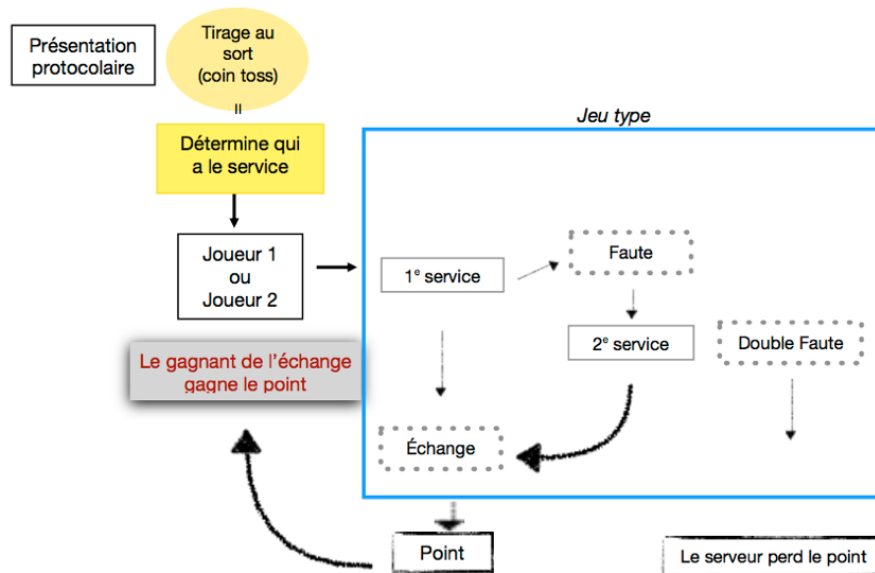 Présentation
protocolaire
Tirage au
sort
(coin toss)
=
Détermine qui
a le service
Joueur 1
ou
Joueur 2
Jeu type
1e service
Faute
2e service
Double Faute
Échange
Le gagnant de l'échange
gagne le point
Point
Le serveur perd le point